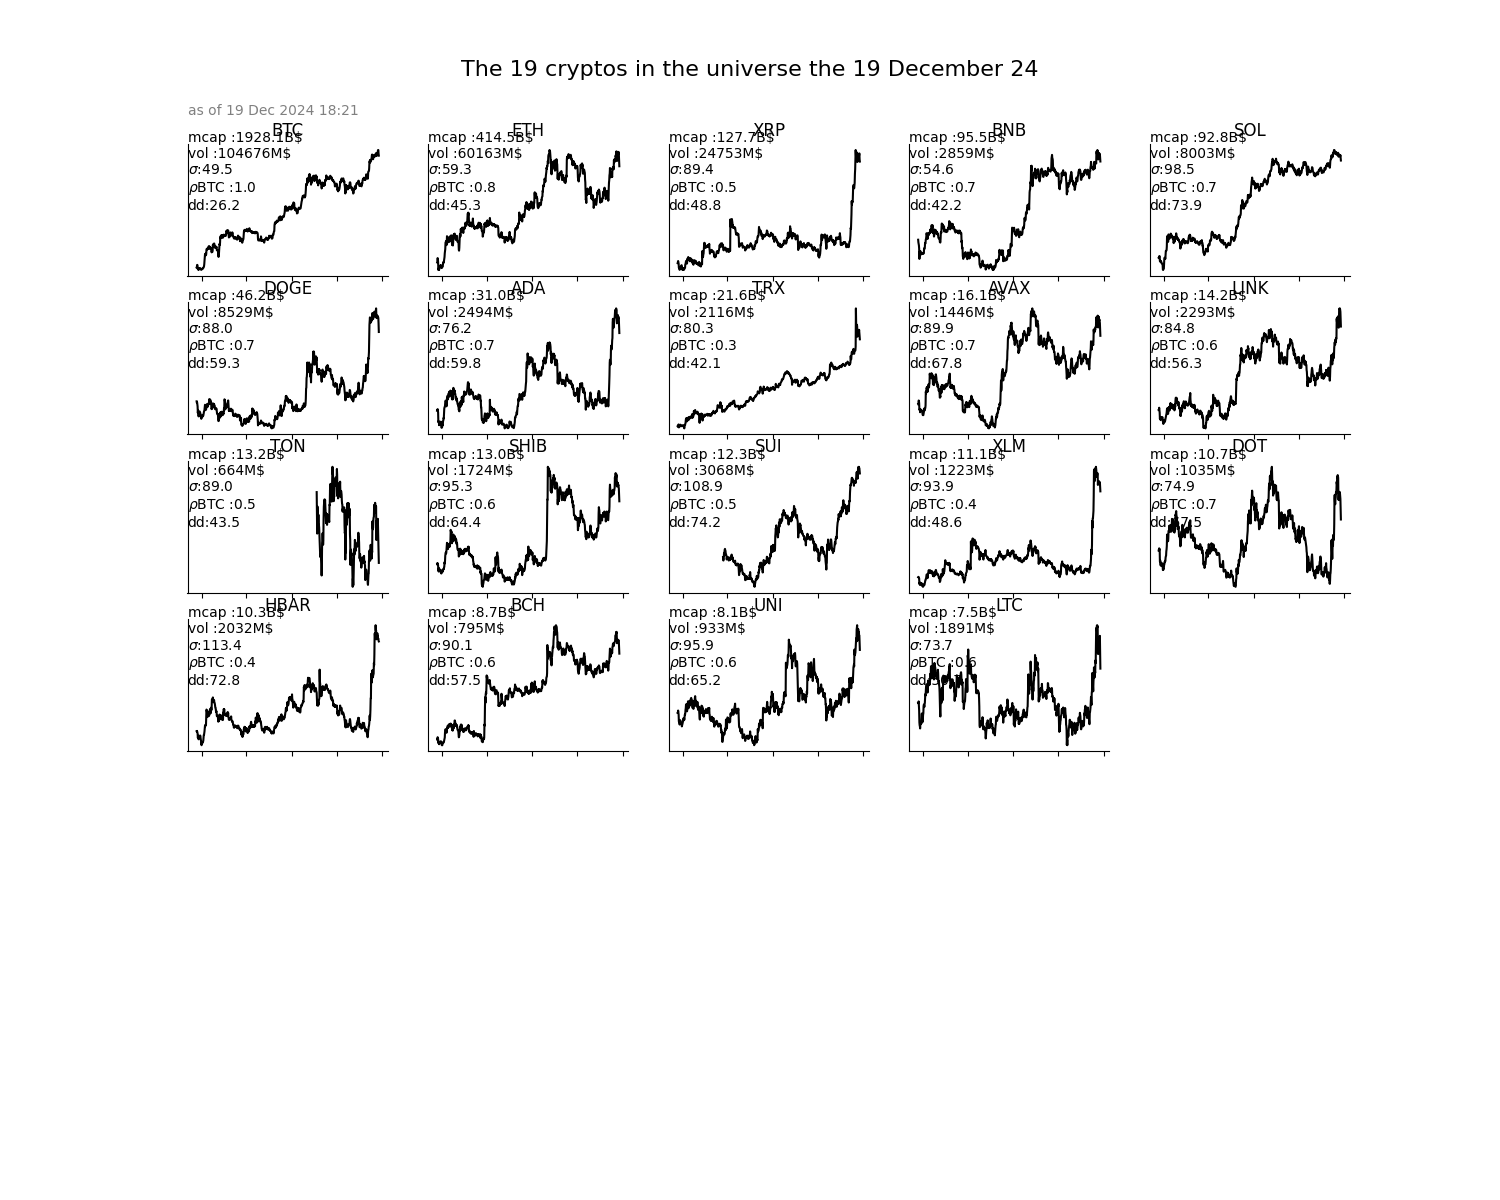 The 19 cryptos in the universe the 19 December 24
as of 19 Dec 2024 18:21
BTC
mcap :1928.1B$
vol :104676M$
σ:49.5
ρBTC :1.0
dd:26.2
ETH
mcap :414.5B$
vol :60163M$
σ:59.3
ρBTC :0.8
dd:45.3
XRP
mcap :127.7B$
vol :24753M$
σ:89.4
ρBTC :0.5
dd:48.8
BNB
mcap :95.5B$
vol :2859M$
σ:54.6
ρBTC :0.7
dd:42.2
SOL
mcap :92.8B$
vol :8003M$
σ:98.5
ρBTC :0.7
dd:73.9
DOGE
mcap :46.2B$
vol :8529M$
σ:88.0
ρBTC :0.7
dd:59.3
ADA
mcap :31.0B$
vol :2494M$
σ:76.2
ρBTC :0.7
dd:59.8
TRX
mcap :21.6B$
vol :2116M$
σ:80.3
ρBTC :0.3
dd:42.1
AVAX
mcap :16.1B$
vol :1446M$
σ:89.9
ρBTC :0.7
dd:67.8
LINK
mcap :14.2B$
vol :2293M$
σ:84.8
ρBTC :0.6
dd:56.3
TON
mcap :13.2B$
vol :664M$
σ:89.0
ρBTC :0.5
dd:43.5
SHIB
mcap :13.0B$
vol :1724M$
σ:95.3
ρBTC :0.6
dd:64.4
SUI
mcap :12.3B$
vol :3068M$
σ:108.9
ρBTC :0.5
dd:74.2
XLM
mcap :11.1B$
vol :1223M$
σ:93.9
ρBTC :0.4
dd:48.6
DOT
mcap :10.7B$
vol :1035M$
σ:74.9
ρBTC :0.7
HBAR
mcap :10.3B$
vol :2032M$
σ:113.4
ρBTC :0.4
dd:72.8
BCH
mcap :8.7B$
vol :795M$
σ:90.1
ρBTC :0.6
dd:57.5
UNI
mcap :8.1B$
vol :933M$
σ:95.9
ρBTC :0.6
dd:65.2
LTC
mcap :7.5B$
vol :1891M$
σ:73.7
ρBTC :0.6